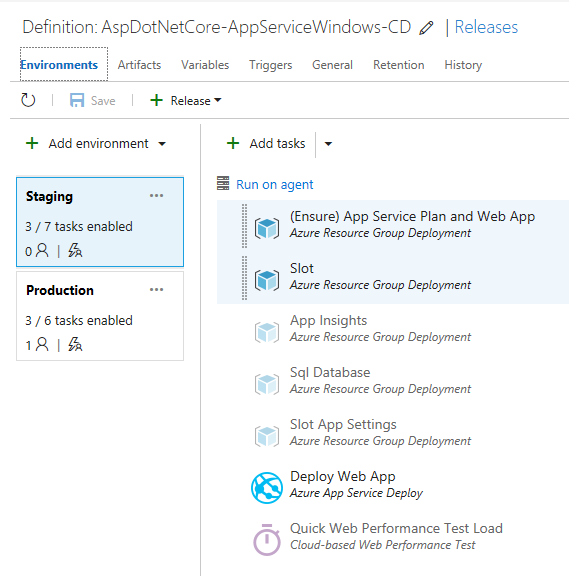 Definition: AspDotNetCore-AppServiceWindows-CD | Releases
Environments Artifacts Variables Triggers General Retention History
Save Release
Add environment
Add tasks
Staging ...
3 / 7 tasks enabled
0 |
Production ...
3 / 6 tasks enabled
1 |
Run on agent
(Ensure) App Service Plan and Web App
Azure Resource Group Deployment
Slot
Azure Resource Group Deployment
App Insights
Azure Resource Group Deployment
Sql Database
Azure Resource Group Deployment
Slot App Settings
Azure Resource Group Deployment
Deploy Web App
Azure App Service Deploy
Quick Web Performance Test Load
Cloud-based Web Performance Test